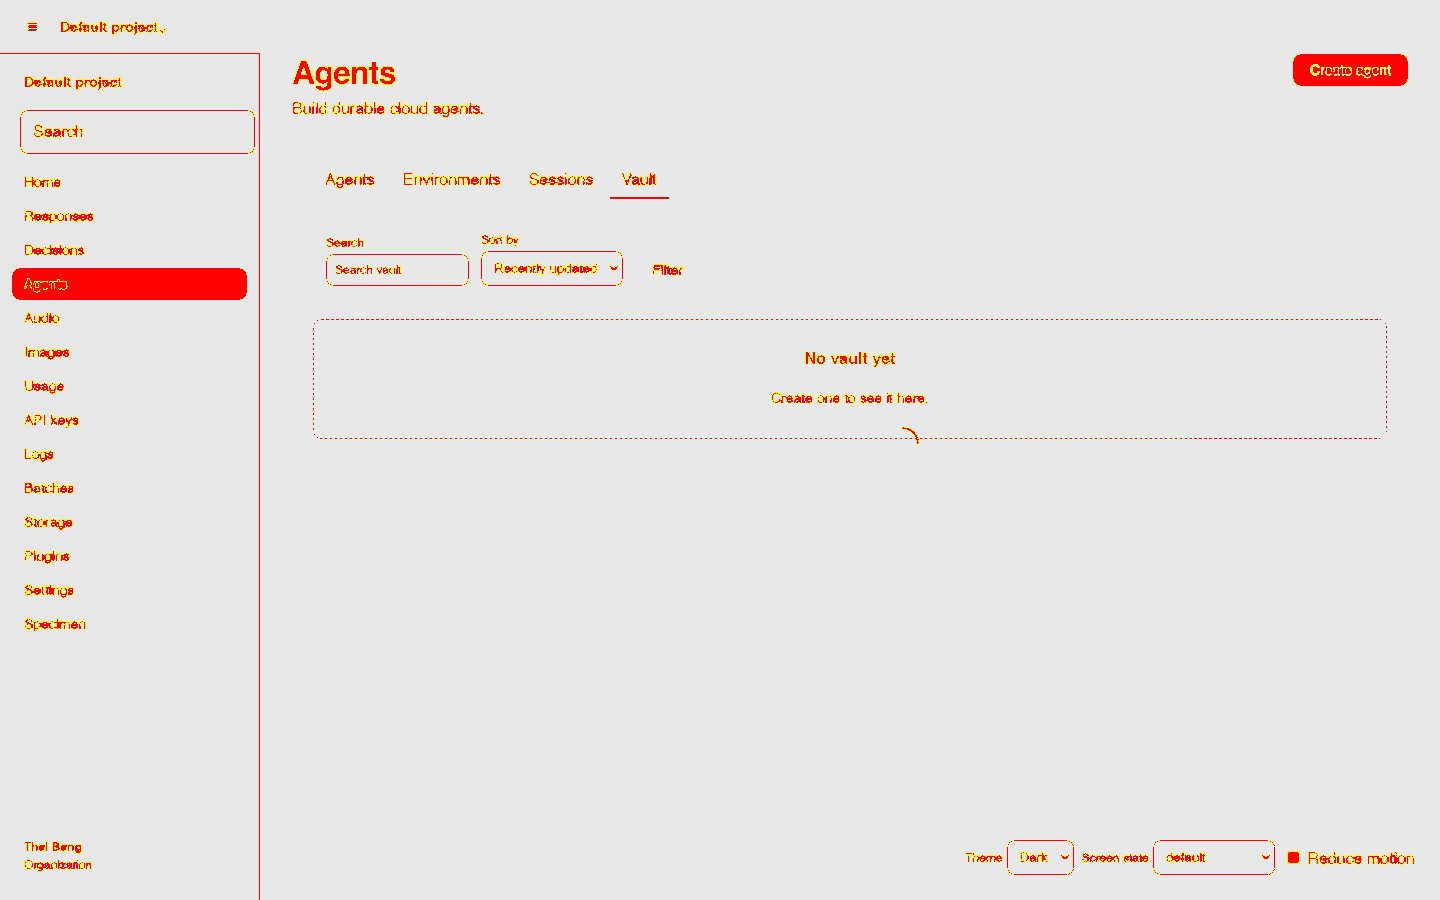 Default project
Default project
Search
Home
Responses
Decisions
Agents
Audio
Images
Usage
API keys
Logs
Batches
Storage
Plugins
Settings
Specimen
Organization
Agents
Build durable cloud agents.
Create agent
Agents Environments Sessions Vault
Search
Search vault
Sort by
Recently updated
Filter
No vault yet
Create one to see it here.
Theme Dark Screen state default Reduce motion